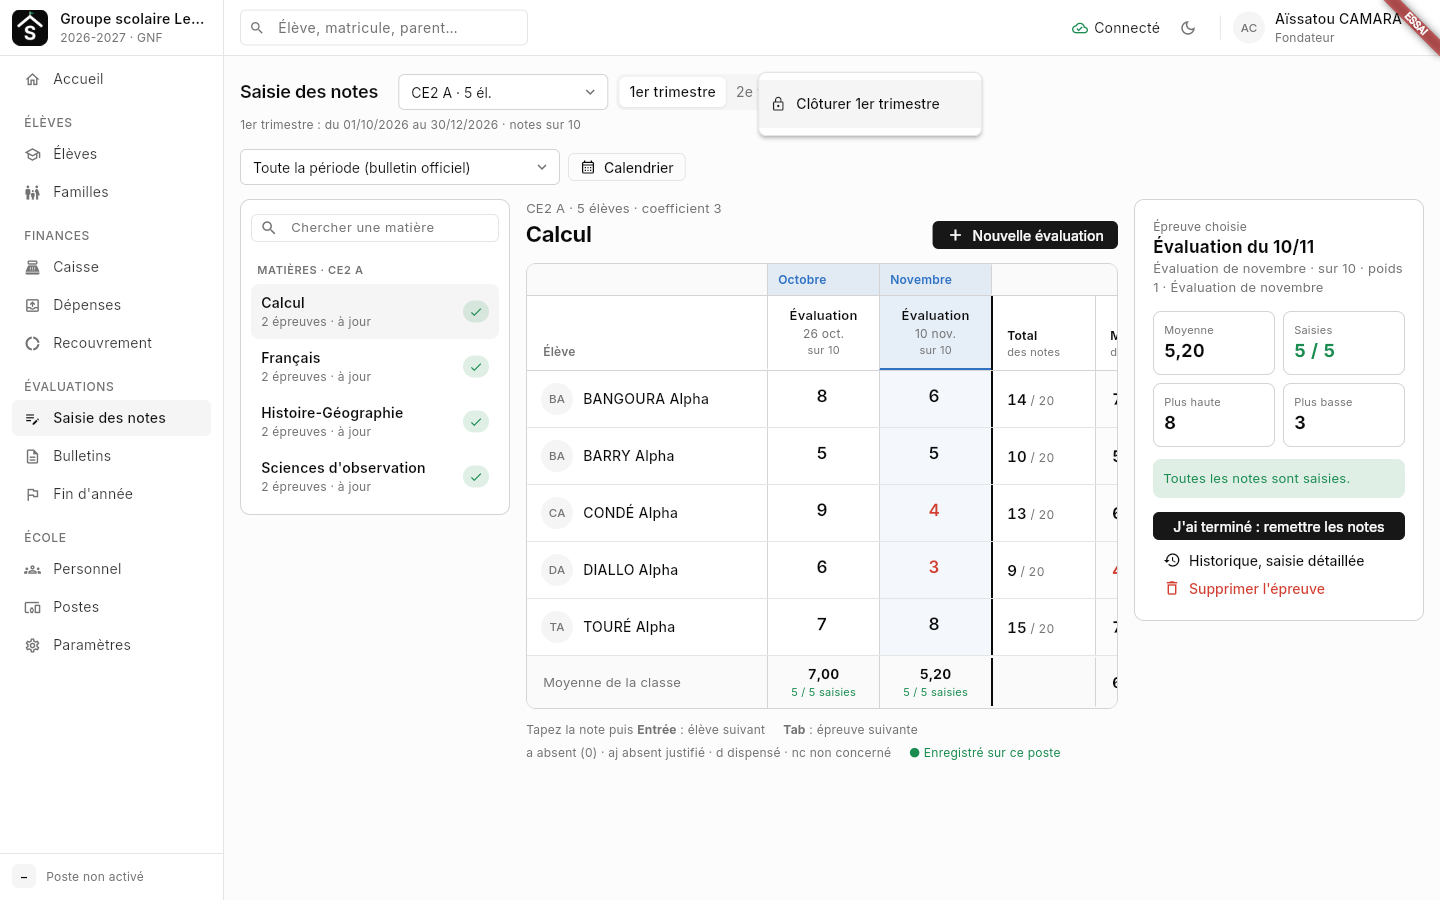 Groupe scolaire Le...
2026-2027 · GNF
Élève, matricule, parent...
Connecté
AC
Aïssatou CAMARA
Fondateur
ESSAI
Accueil
ÉLÈVES
Élèves
Familles
FINANCES
Caisse
Dépenses
Recouvrement
ÉVALUATIONS
Saisie des notes
Bulletins
Fin d'année
ÉCOLE
Personnel
Postes
Paramètres
– Poste non activé
Saisie des notes
CE2 A · 5 él.
1er trimestre
2e
Clôturer 1er trimestre
1er trimestre : du 01/10/2026 au 30/12/2026 · notes sur 10
Toute la période (bulletin officiel)
Calendrier
Chercher une matière
MATIÈRES · CE2 A
Calcul
2 épreuves · à jour
Français
2 épreuves · à jour
Histoire-Géographie
2 épreuves · à jour
Sciences d'observation
2 épreuves · à jour
CE2 A · 5 élèves · coefficient 3
Calcul
+ Nouvelle évaluation
Octobre Novembre
Élève
Évaluation
26 oct.
sur 10
Évaluation
10 nov.
sur 10
Total
des notes
BA BANGOURA Alpha 8 6 14 / 20
BA BARRY Alpha 5 5 10 / 20
CA CONDÉ Alpha 9 4 13 / 20
DA DIALLO Alpha 6 3 9 / 20
TA TOURÉ Alpha 7 8 15 / 20
Moyenne de la classe
7,00
5 / 5 saisies
5,20
5 / 5 saisies
Tapez la note puis Entrée : élève suivant Tab : épreuve suivante
a absent (0) · aj absent justifié · d dispensé · nc non concerné Enregistré sur ce poste
Épreuve choisie
Évaluation du 10/11
Évaluation de novembre · sur 10 · poids
1 · Évaluation de novembre
Moyenne
5,20
Saisies
5 / 5
Plus haute
8
Plus basse
3
Toutes les notes sont saisies.
J'ai terminé : remettre les notes
Historique, saisie détaillée
Supprimer l'épreuve